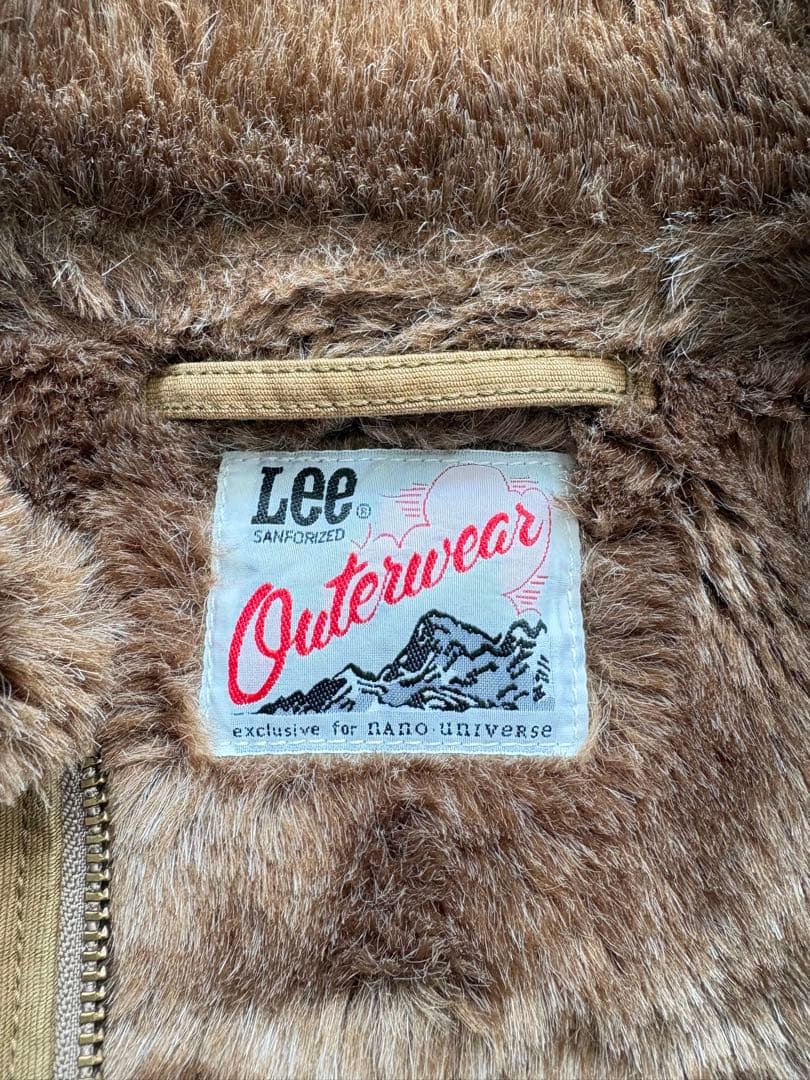 Lee®
SANFORIZED
Outerwear
exclusive for nano·universe